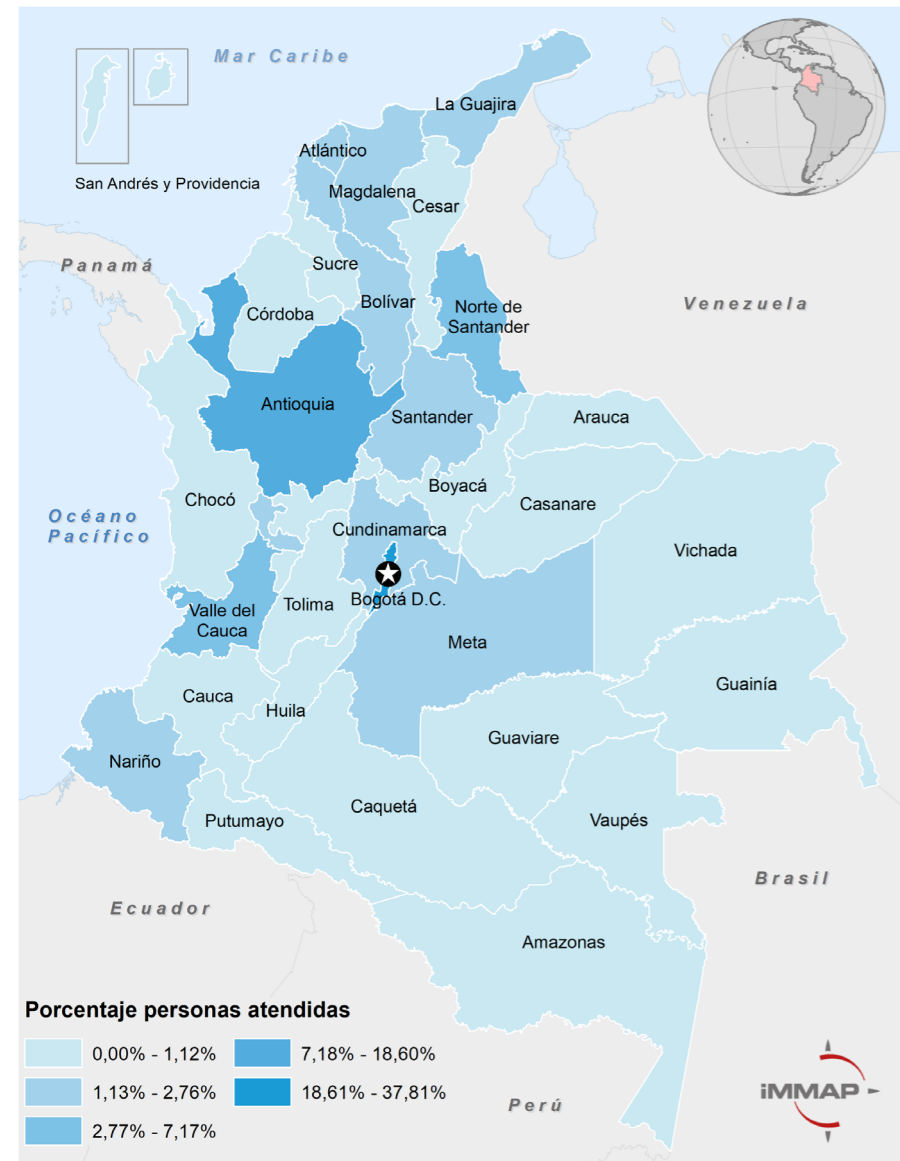 Mar Caribe
La Guajira
Atlántico
San Andrés y Providencia
Magdalena
Cesar
Panamá
Sucre
Bolívar
Norte de
Santander
Venezuela
Córdoba
Antioquia
Santander
Arauca
Chocó
Boyacá
Casanare
Océano
Pacífico
Cundinamarca
Vichada
Valle del
Cauca
Tolima
Bogotá D.C.
Meta
Cauca
Huila
Guainía
Nariño
Guaviare
Putumayo
Caquetá
Vaupés
Brasil
Ecuador
Amazonas
Porcentaje personas atendidas
0,00% - 1,12%
1,13% - 2,76%
2,77% - 7,17%
7,18% - 18,60%
18,61% - 37,81%
Perú
iMMAP